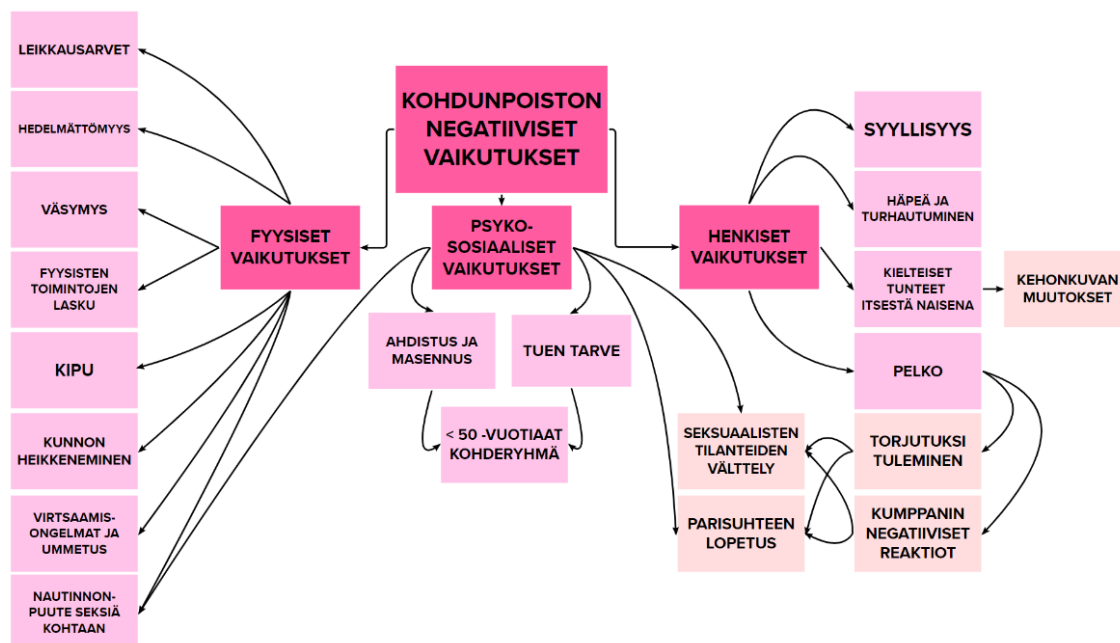 KOHDUNPOISTON
NEGATIIVISET
VAIKUTUKSET
FYYSISET
VAIKUTUKSET
LEIKKAUSARVET
HEDELMÄTTÖMYYS
VÄSYMYS
FYYSISTEN
TOIMINTOJEN
LASKU
KIPU
KUNNON
HEIKKENEMINEN
VIRTSAAMIS-
ONGELMAT JA
UMMETUS
NAUTINNON-
PUUTE SEKSIÄ
KOHTAAN
PSYKO-
SOSIAALISET
VAIKUTUKSET
AHDISTUS JA
MASENNUS
TUEN TARVE
< 50 -VUOTIAAT
KOHDERYHMÄ
HENKISET
VAIKUTUKSET
SYYLLISYYS
HÄPEÄ JA
TURHAUTUMINEN
KIELTEISET
TUNTEET
ITSESTÄ NAISENA
KEHONKUVAN
MUUTOKSET
PELKO
SEKSUAALISTEN
TILANTEIDEN
VÄLTTELY
TORJUTUKSI
TULEMINEN
PARISUHTEEN
LOPETUS
KUMPPANIN
NEGATIIVISET
REAKTIOT